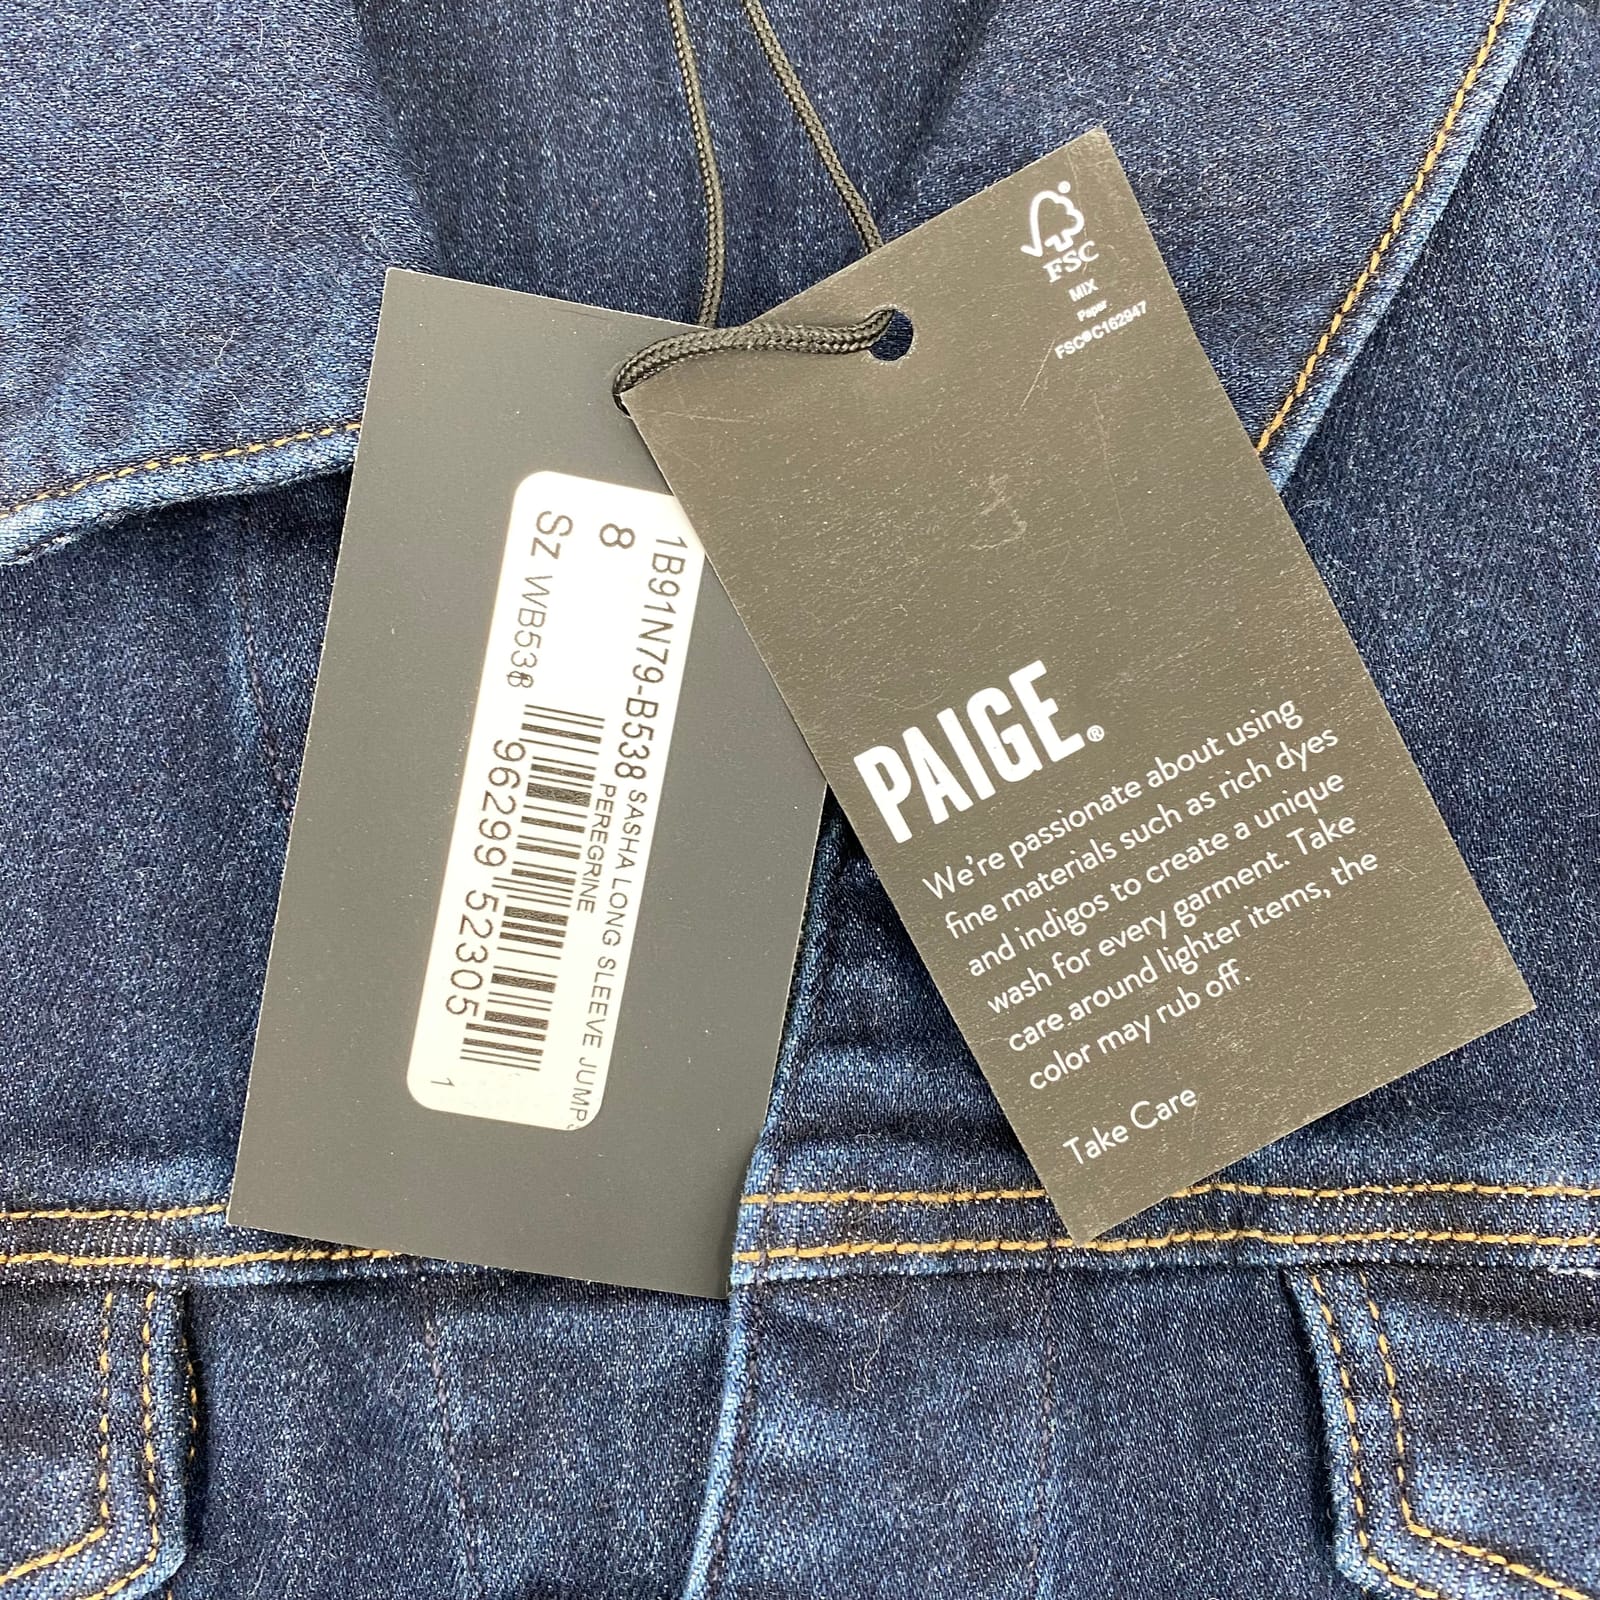 1B91N79-B538 SASHA LONG SLEEVE JUMPS
8 PEREGRINE
Sz
96299 52305 1
FSC®
MIX
Paper
FSC® C162947
PAIGE®
We're passionate about using
fine materials such as rich dyes
and indigos to create a unique
wash for every garment. Take
care around lighter items, the
color may rub off.
Take Care